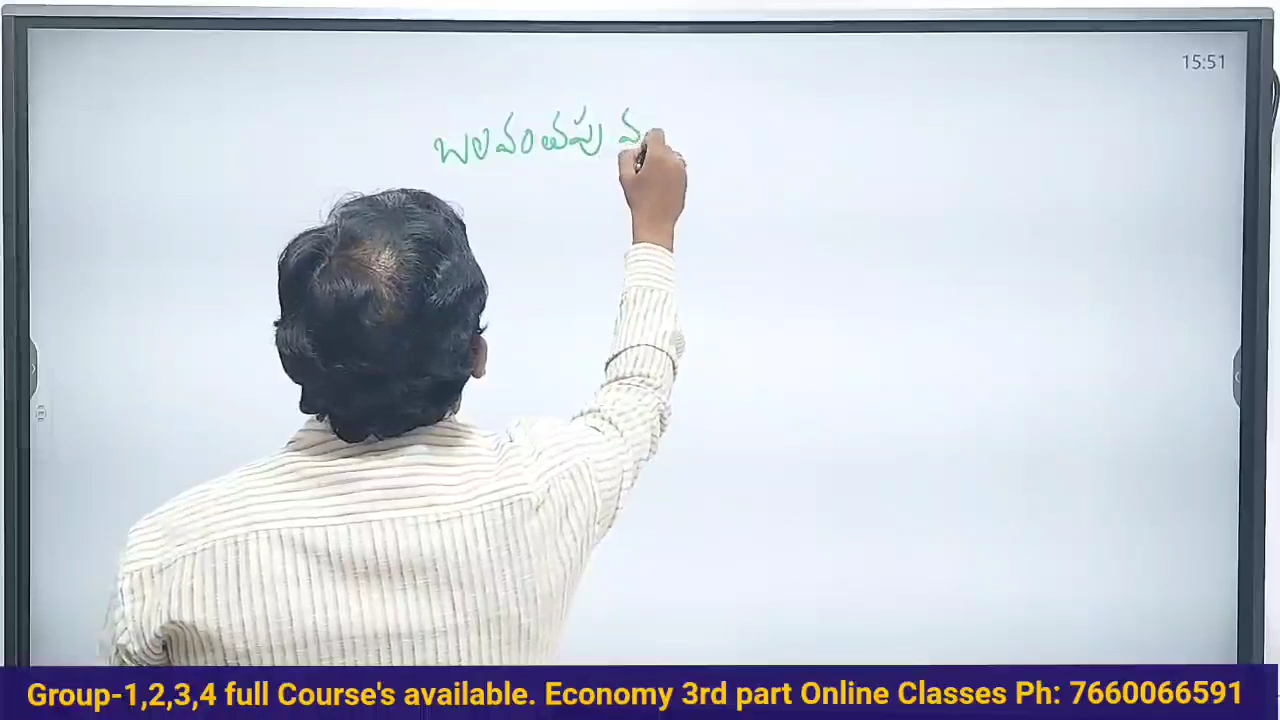 15:51
బలవంతపు వ
Group-1,2,3,4 full Course's available. Economy 3rd part Online Classes Ph: 7660066591